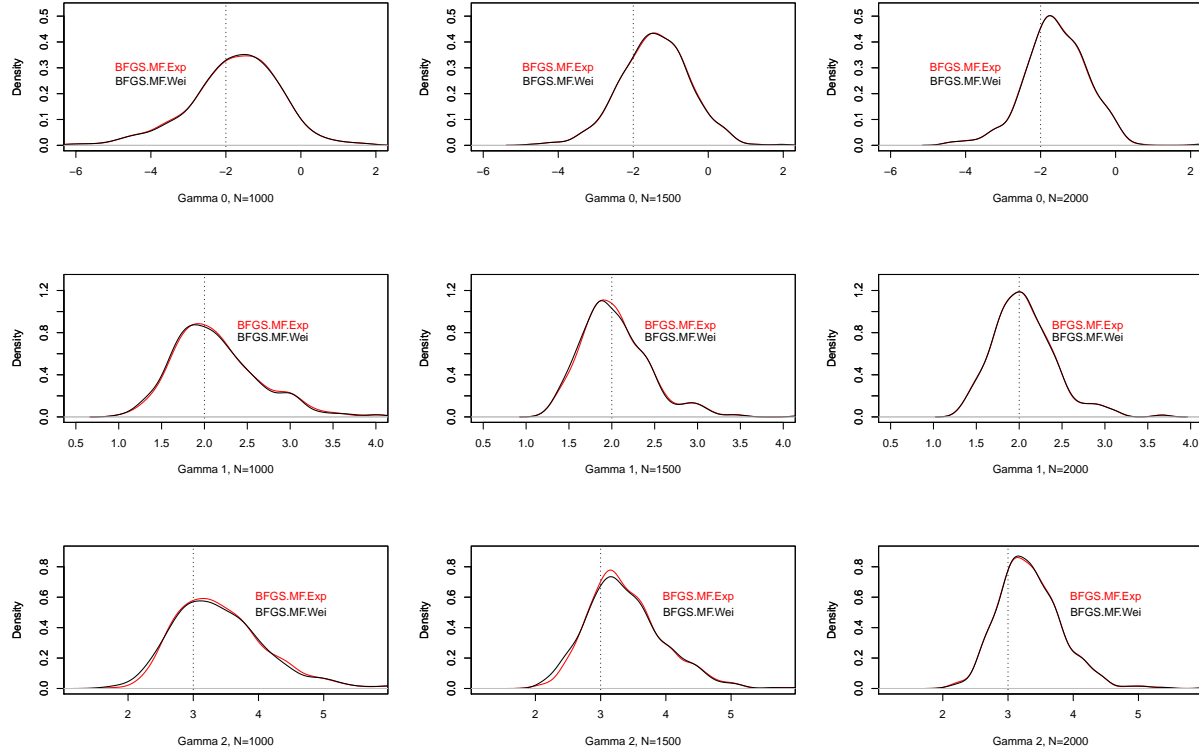 0.5
0.4
0.3
0.2
0.1
0.0
Density
BFGS.MF.Exp
BFGS.MF.Wei
−6 −4 −2 0 2
Gamma 0, N=1000
0.5
0.4
0.3
0.2
0.1
0.0
Density
BFGS.MF.Exp
BFGS.MF.Wei
−6 −4 −2 0 2
Gamma 0, N=1500
0.5
0.4
0.3
0.2
0.1
0.0
Density
BFGS.MF.Exp
BFGS.MF.Wei
−6 −4 −2 0 2
Gamma 0, N=2000
1.2
0.8
0.4
0.0
Density
BFGS.MF.Exp
BFGS.MF.Wei
0.5 1.0 1.5 2.0 2.5 3.0 3.5 4.0
Gamma 1, N=1000
1.2
0.8
0.4
0.0
Density
BFGS.MF.Exp
BFGS.MF.Wei
0.5 1.0 1.5 2.0 2.5 3.0 3.5 4.0
Gamma 1, N=1500
1.2
0.8
0.4
0.0
Density
BFGS.MF.Exp
BFGS.MF.Wei
0.5 1.0 1.5 2.0 2.5 3.0 3.5 4.0
Gamma 1, N=2000
0.8
0.6
0.4
0.2
0.0
Density
BFGS.MF.Exp
BFGS.MF.Wei
2 3 4 5
Gamma 2, N=1000
0.8
0.6
0.4
0.2
0.0
Density
BFGS.MF.Exp
BFGS.MF.Wei
2 3 4 5
Gamma 2, N=1500
0.8
0.6
0.4
0.2
0.0
Density
BFGS.MF.Exp
BFGS.MF.Wei
2 3 4 5
Gamma 2, N=2000